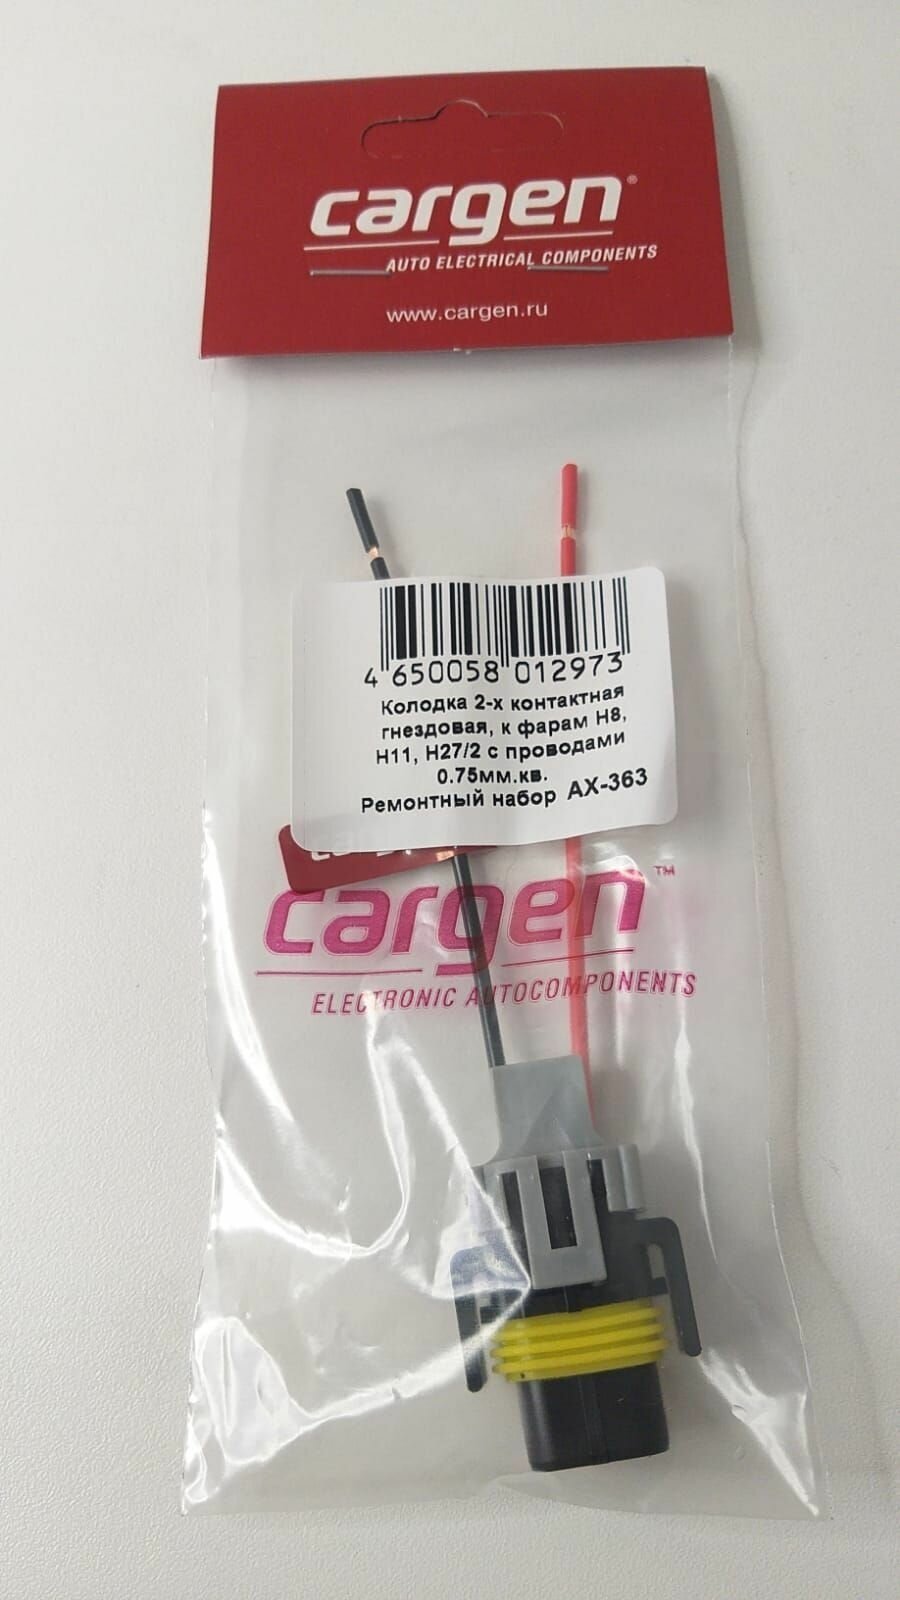 cargen®
AUTO ELECTRICAL COMPONENTS
www.cargen.ru
4 650058 012973
Колодка 2-х контактная
гнездовая, к фарам H8,
H11, H27/2 с проводами
0.75мм.кв.
Ремонтный набор AX-363
cargen™
ELECTRONIC AUTOCOMPONENTS